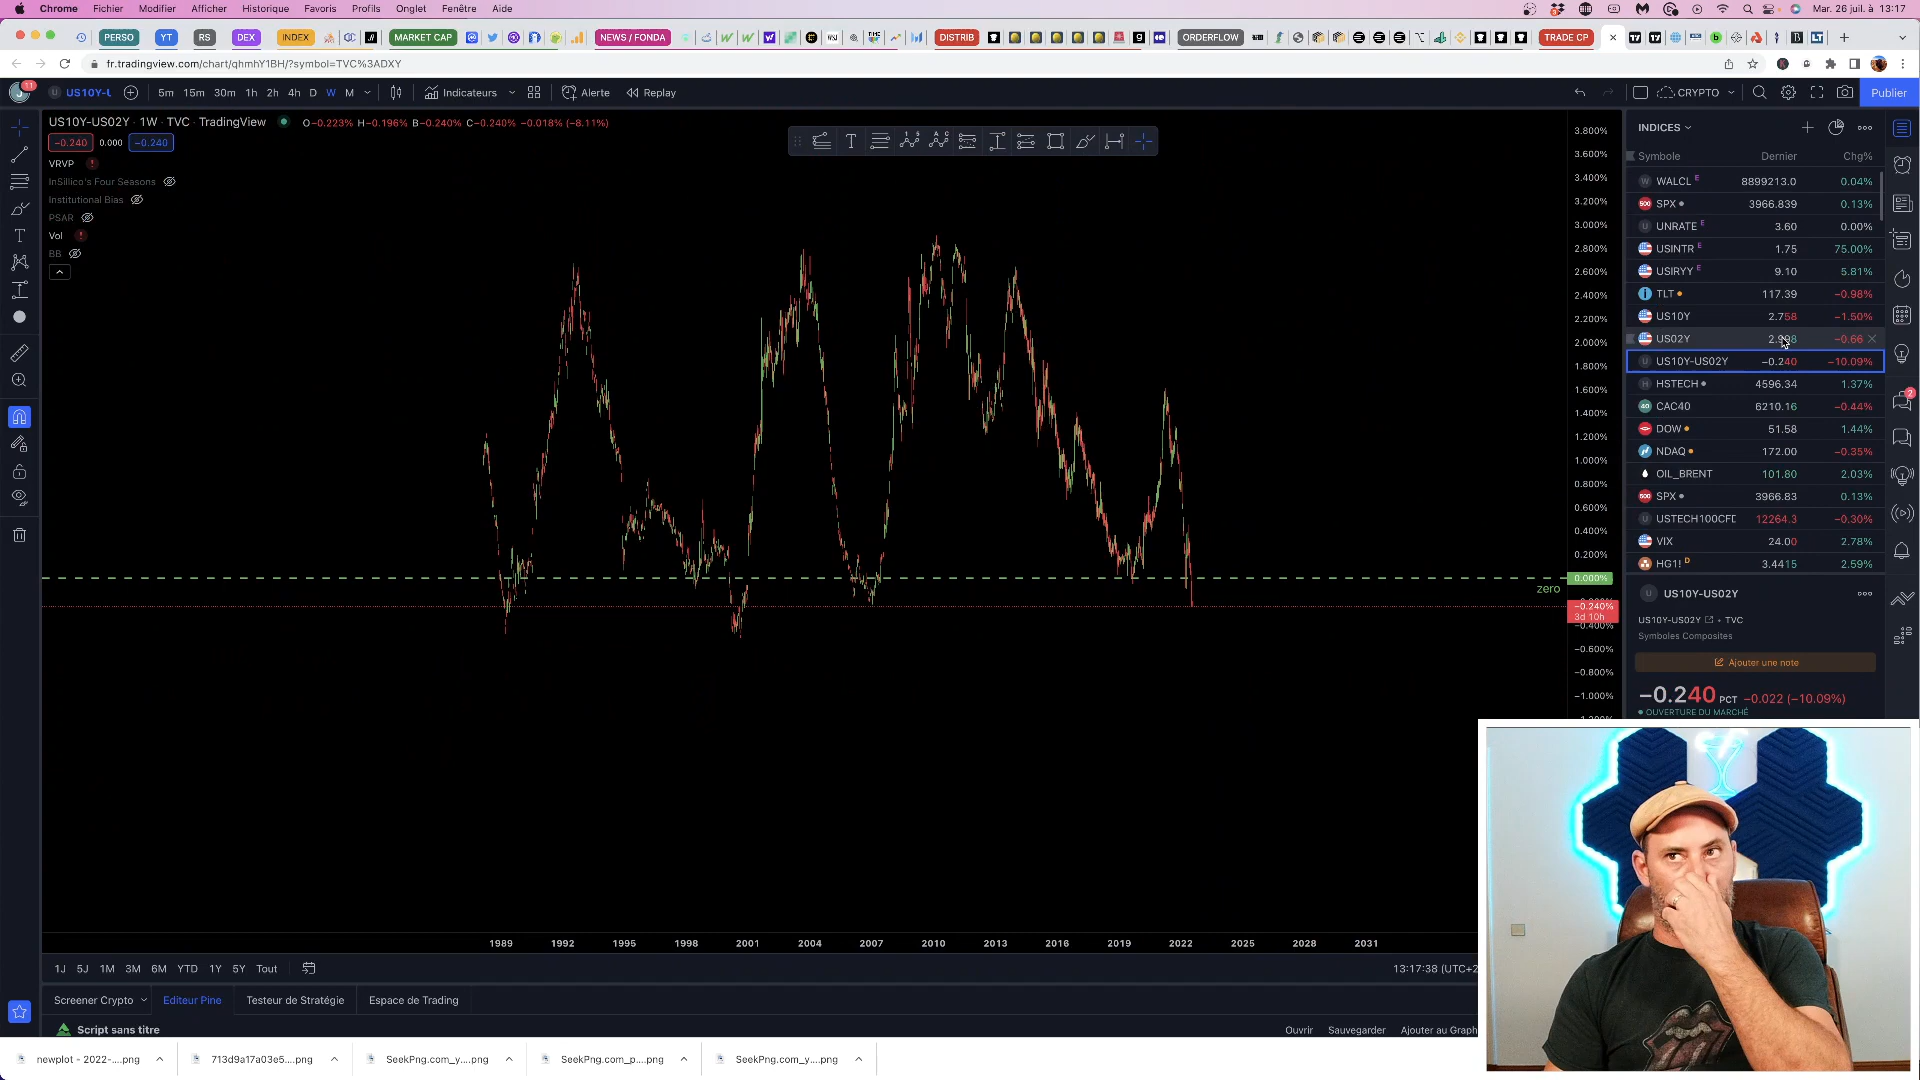 Chrome Fichier Modifier Afficher Historique Favoris Profils Onglet Fenêtre Aide Mar. 26 juil. à 13:17
PERSO YT RS DEX INDEX MARKET CAP NEWS / FONDA DISTRIB ORDERFLOW TRADE CP
fr.tradingview.com/chart/qhmhY1BH/?symbol=TVC%3ADXY
11 US10Y-U 5m 15m 30m 1h 2h 4h D W M Indicateurs Alerte Replay CRYPTO Publier
US10Y-US02Y · 1W · TVC · TradingView O−0.223% H−0.196% B−0.240% C−0.240% −0.018% (−8.11%)
−0.240 0.000 −0.240
VRVP
InSillico's Four Seasons
Institutional Bias
PSAR
Vol
BB
3.800%
3.600%
3.400%
3.200%
3.000%
2.800%
2.600%
2.400%
2.200%
2.000%
1.800%
1.600%
1.400%
1.200%
1.000%
0.800%
0.600%
0.400%
0.200%
0.000%
zero
−0.240%
3d 10h
−0.400%
−0.600%
−0.800%
−1.000%
1989 1992 1995 1998 2001 2004 2007 2010 2013 2016 2019 2022 2025 2028 2031
1J 5J 1M 3M 6M YTD 1Y 5Y Tout 13:17:38 (UTC+2
Screener Crypto Editeur Pine Testeur de Stratégie Espace de Trading
Script sans titre Ouvrir Sauvegarder Ajouter au Graph
INDICES
Symbole Dernier Chg%
WALCL E 8899213.0 0.04%
SPX 3966.839 0.13%
UNRATE E 3.60 0.00%
USINTR E 1.75 75.00%
USIRYY E 9.10 5.81%
TLT 117.39 −0.98%
US10Y 2.758 −1.50%
US02Y 2.998 −0.66
US10Y-US02Y −0.240 −10.09%
HSTECH 4596.34 1.37%
CAC40 6210.16 −0.44%
DOW 51.58 1.44%
NDAQ 172.00 −0.35%
OIL_BRENT 101.80 2.03%
SPX 3966.83 0.13%
USTECH100CFD 12264.3 −0.30%
VIX 24.00 2.78%
HG1! D 3.4415 2.59%
US10Y-US02Y
US10Y-US02Y • TVC
Symboles Composites
Ajouter une note
−0.240 PCT −0.022 (−10.09%)
OUVERTURE DU MARCHÉ
2
newplot - 2022-....png 713d9a17a03e5....png SeekPng.com_y....png SeekPng.com_p....png SeekPng.com_y....png